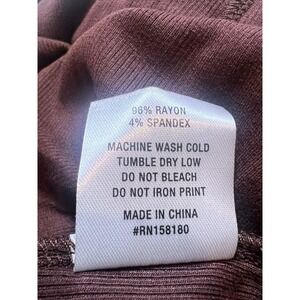 96% RAYON
4% SPANDEX
MACHINE WASH COLD
TUMBLE DRY LOW
DO NOT BLEACH
DO NOT IRON PRINT
MADE IN CHINA
#RN158180